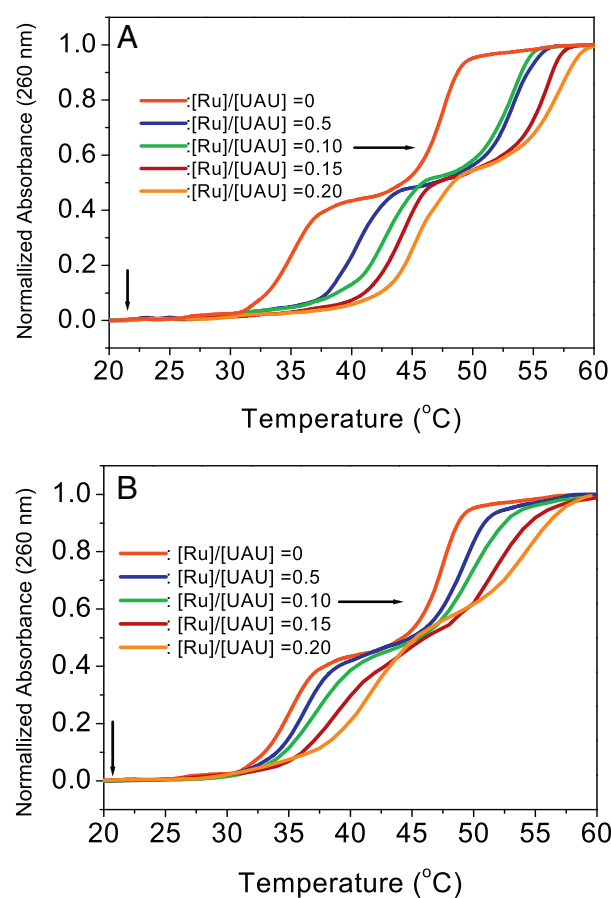 A
Normallized Absorbance (260 nm)
1.0
0.8
0.6
0.4
0.2
0.0
:[Ru]/[UAU] =0
:[Ru]/[UAU] =0.5
:[Ru]/[UAU] =0.10
:[Ru]/[UAU] =0.15
:[Ru]/[UAU] =0.20
20 25 30 35 40 45 50 55 60
Temperature (°C)
B
Normallized Absorbance (260 nm)
1.0
0.8
0.6
0.4
0.2
0.0
: [Ru]/[UAU] =0
: [Ru]/[UAU] =0.5
: [Ru]/[UAU] =0.10
: [Ru]/[UAU] =0.15
: [Ru]/[UAU] =0.20
20 25 30 35 40 45 50 55 60
Temperature (°C)